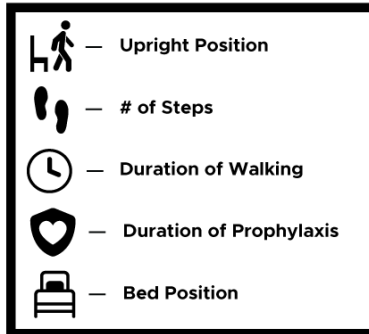 — Upright Position
— # of Steps
— Duration of Walking
— Duration of Prophylaxis
— Bed Position